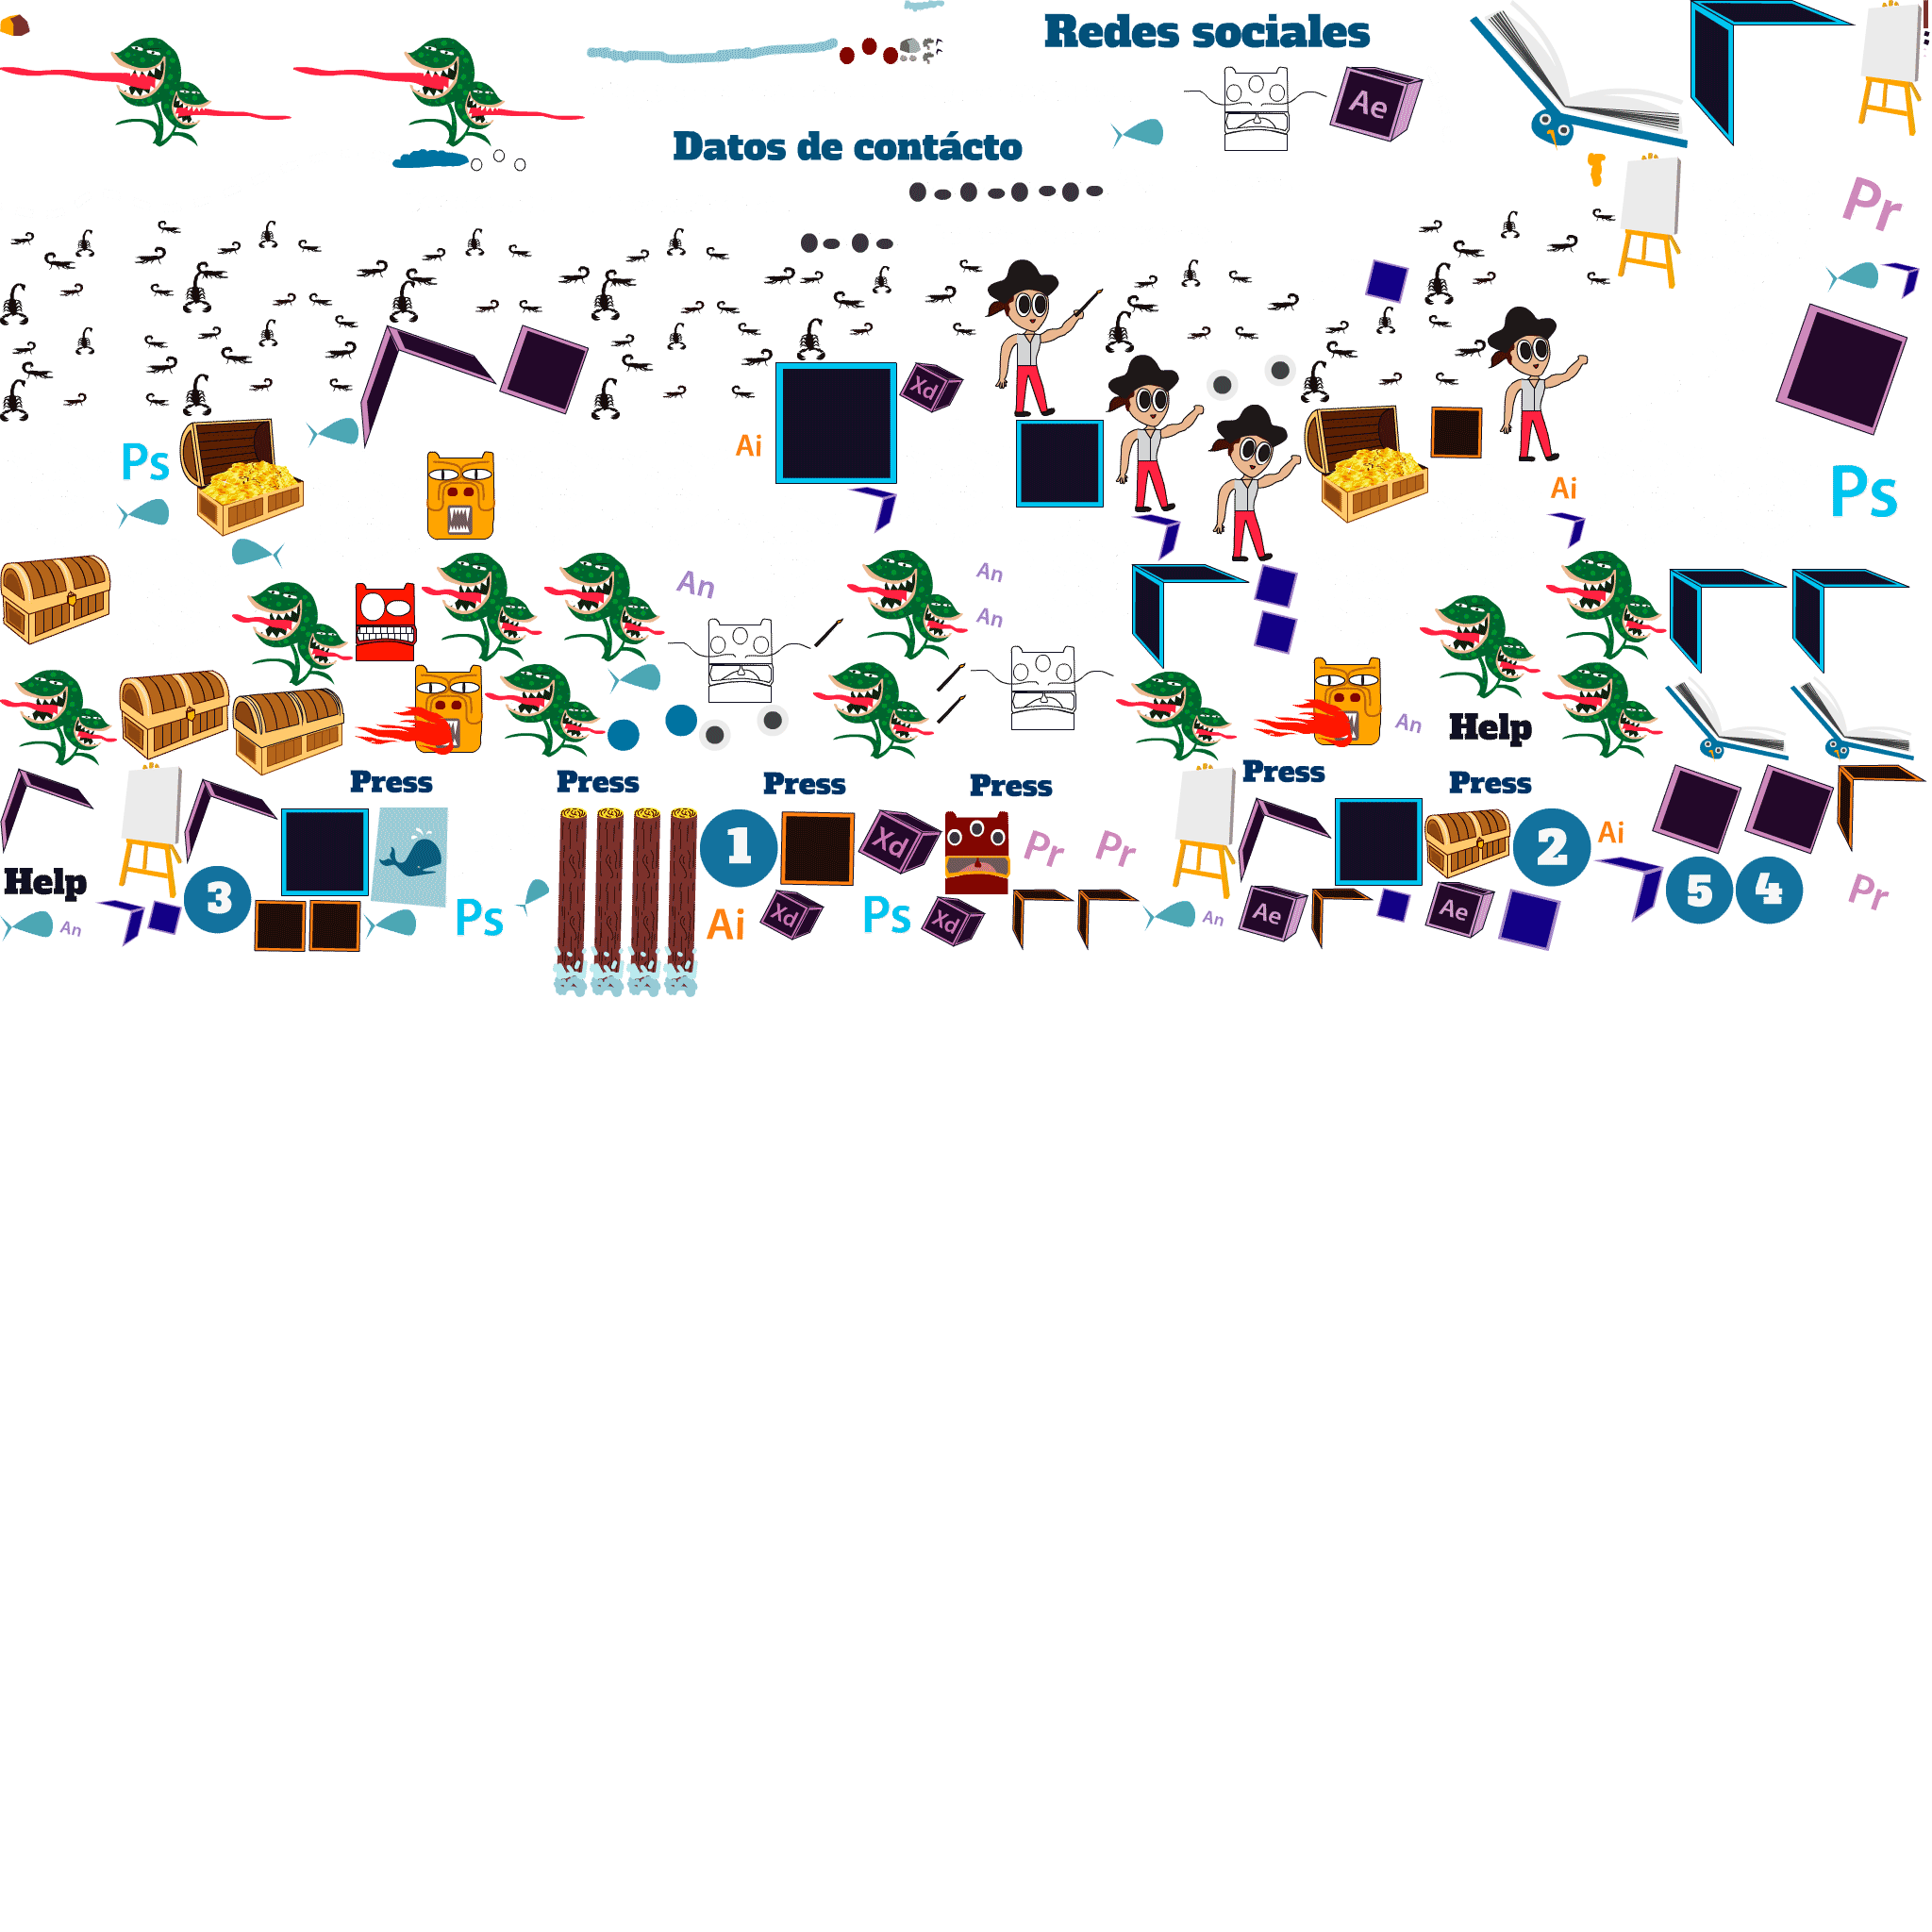 Redes sociales
Ae
Datos de contácto
Pr
Xd
Ai
Ps
Ai
Ps
An
An
An
An
Help
Press
Press
Press
Press
Press
Press
1
Xd
Pr
Pr
2
Ai
Help
3
5
4
Pr
An
Ps
Ai
Xd
Ps
Xd
An
Ae
Ae